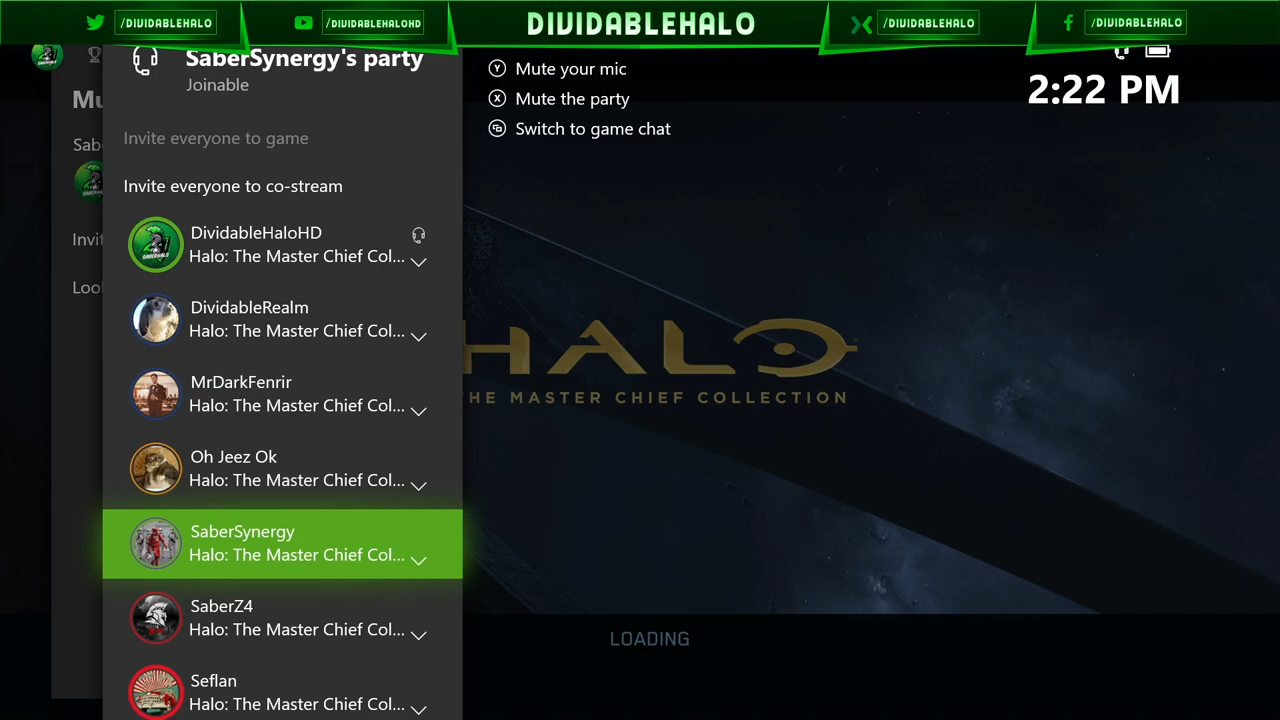 /DIVIDABLEHALO
/DIVIDABLEHALOHD
DIVIDABLEHALO
/DIVIDABLEHALO
/DIVIDABLEHALO
SaberSynergy's party
Joinable
Invite everyone to game
Invite everyone to co-stream
DividableHaloHD
Halo: The Master Chief Col...
DividableRealm
Halo: The Master Chief Col...
MrDarkFenrir
Halo: The Master Chief Col...
Oh Jeez Ok
Halo: The Master Chief Col...
SaberSynergy
Halo: The Master Chief Col...
SaberZ4
Halo: The Master Chief Col...
Seflan
Halo: The Master Chief Col...
Mu
Sab
Invit
Loo
Y Mute your mic
X Mute the party
Switch to game chat
2:22 PM
HALO
THE MASTER CHIEF COLLECTION
LOADING